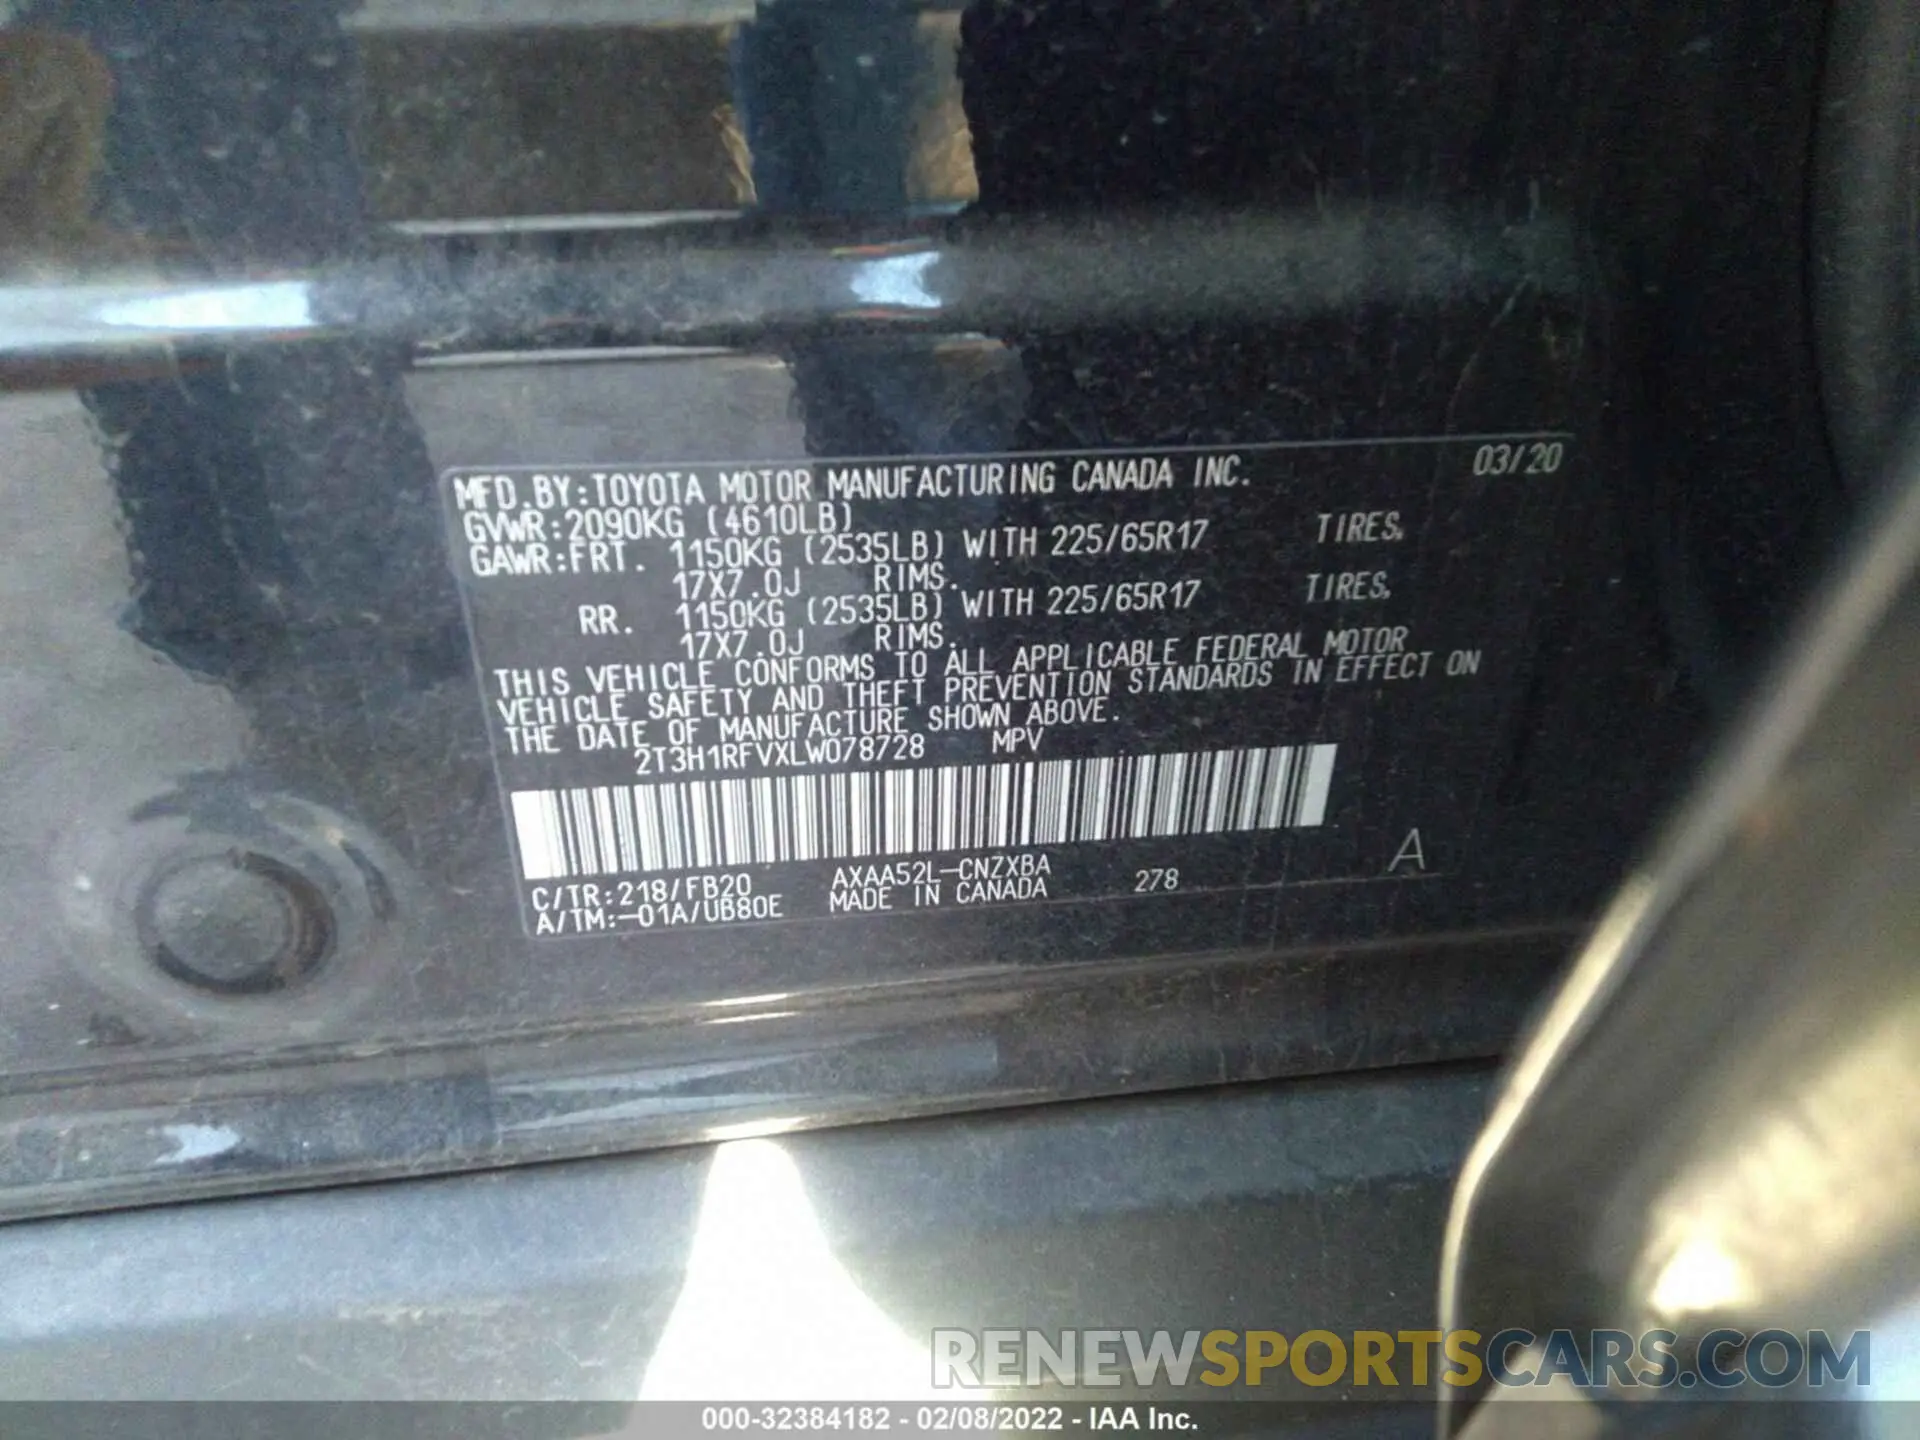 MFD.BY:TOYOTA MOTOR MANUFACTURING CANADA INC. 03/20
GVWR:2090KG (4610LB)
GAWR:FRT. 1150KG (2535LB) WITH 225/65R17 TIRES.
17X7.0J RIMS.
RR. 1150KG (2535LB) WITH 225/65R17 TIRES.
17X7.0J RIMS.
THIS VEHICLE CONFORMS TO ALL APPLICABLE FEDERAL MOTOR
VEHICLE SAFETY AND THEFT PREVENTION STANDARDS IN EFFECT ON
THE DATE OF MANUFACTURE SHOWN ABOVE.
2T3H1RFVXLW078728 MPV
C/TR:218/FB20 AXAA52L-CNZXBA 278 A
A/TM:-01A/UB80E MADE IN CANADA
RENEWSPORTSCARS.COM
000-32384182 - 02/08/2022 - IAA Inc.